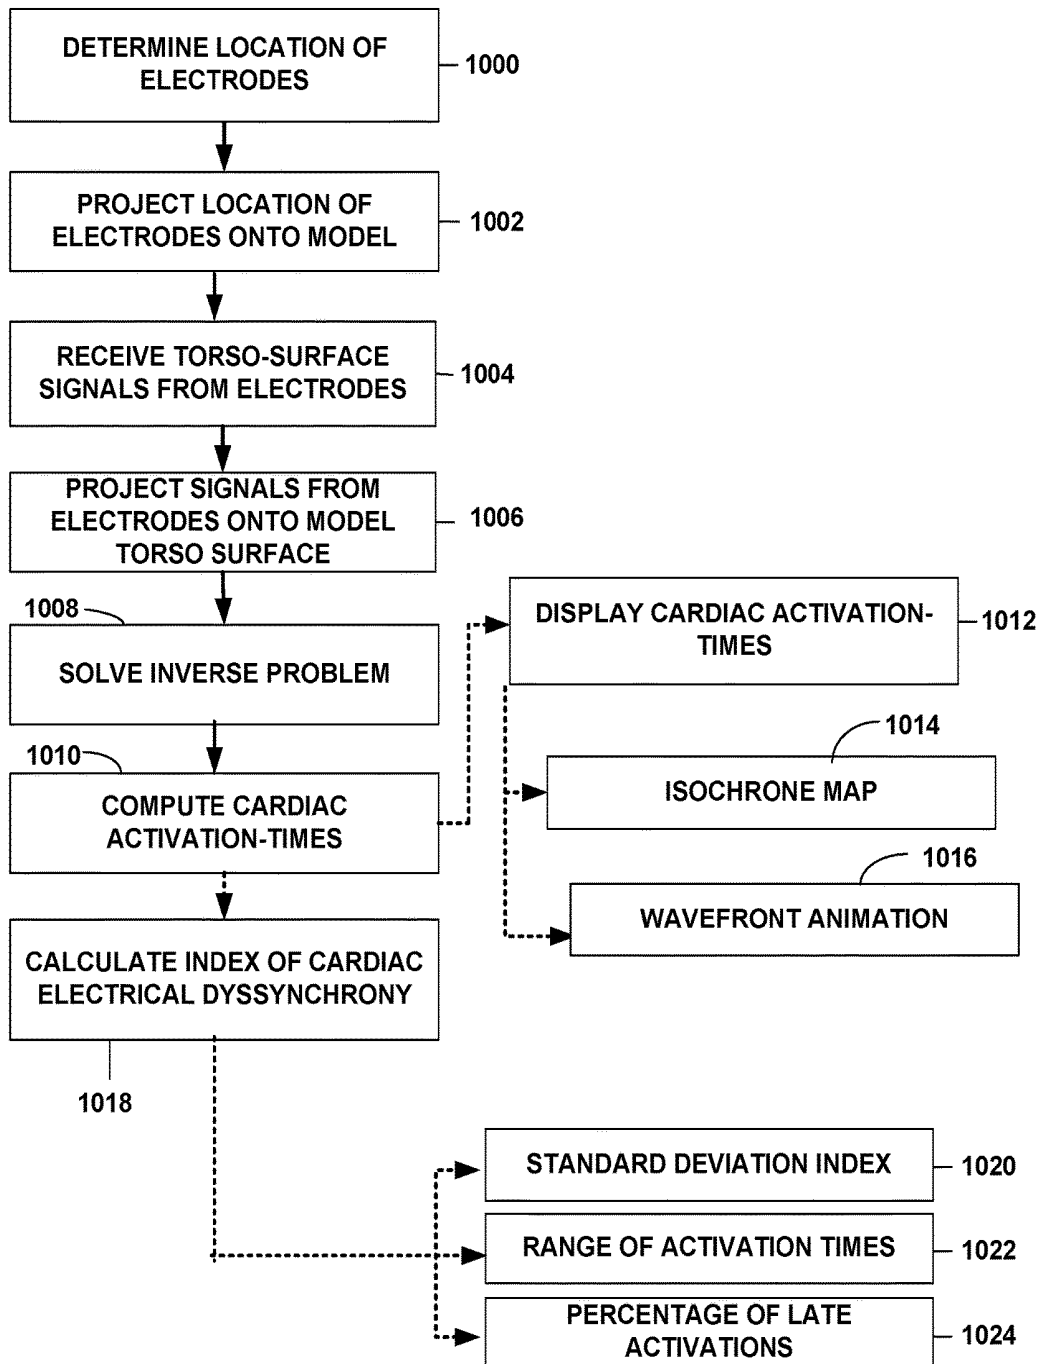 DETERMINE LOCATION OF
ELECTRODES
1000
PROJECT LOCATION OF
ELECTRODES ONTO MODEL
1002
RECEIVE TORSO-SURFACE
SIGNALS FROM ELECTRODES
1004
PROJECT SIGNALS FROM
ELECTRODES ONTO MODEL
TORSO SURFACE
1006
1008
SOLVE INVERSE PROBLEM
1010
COMPUTE CARDIAC
ACTIVATION-TIMES
DISPLAY CARDIAC ACTIVATION-
TIMES
1012
1014
ISOCHRONE MAP
1016
WAVEFRONT ANIMATION
CALCULATE INDEX OF CARDIAC
ELECTRICAL DYSSYNCHRONY
1018
STANDARD DEVIATION INDEX
1020
RANGE OF ACTIVATION TIMES
1022
PERCENTAGE OF LATE
ACTIVATIONS
1024